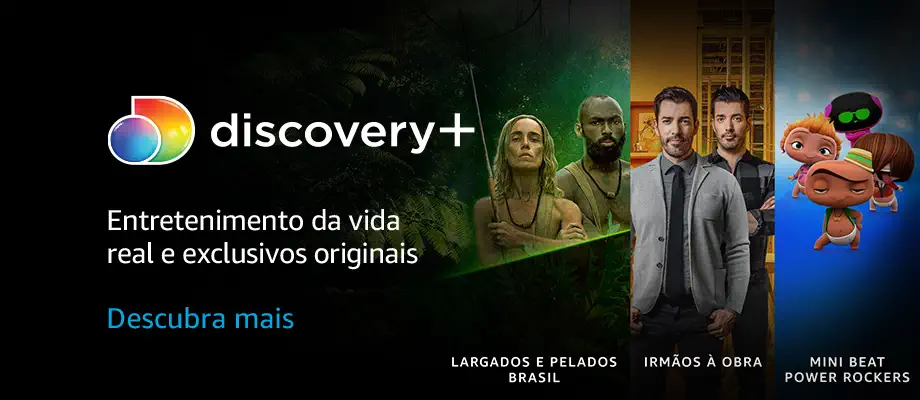 discovery+
Entretenimento da vida
real e exclusivos originais
Descubra mais
LARGADOS E PELADOS
BRASIL
IRMÃOS À OBRA
MINI BEAT
POWER ROCKERS